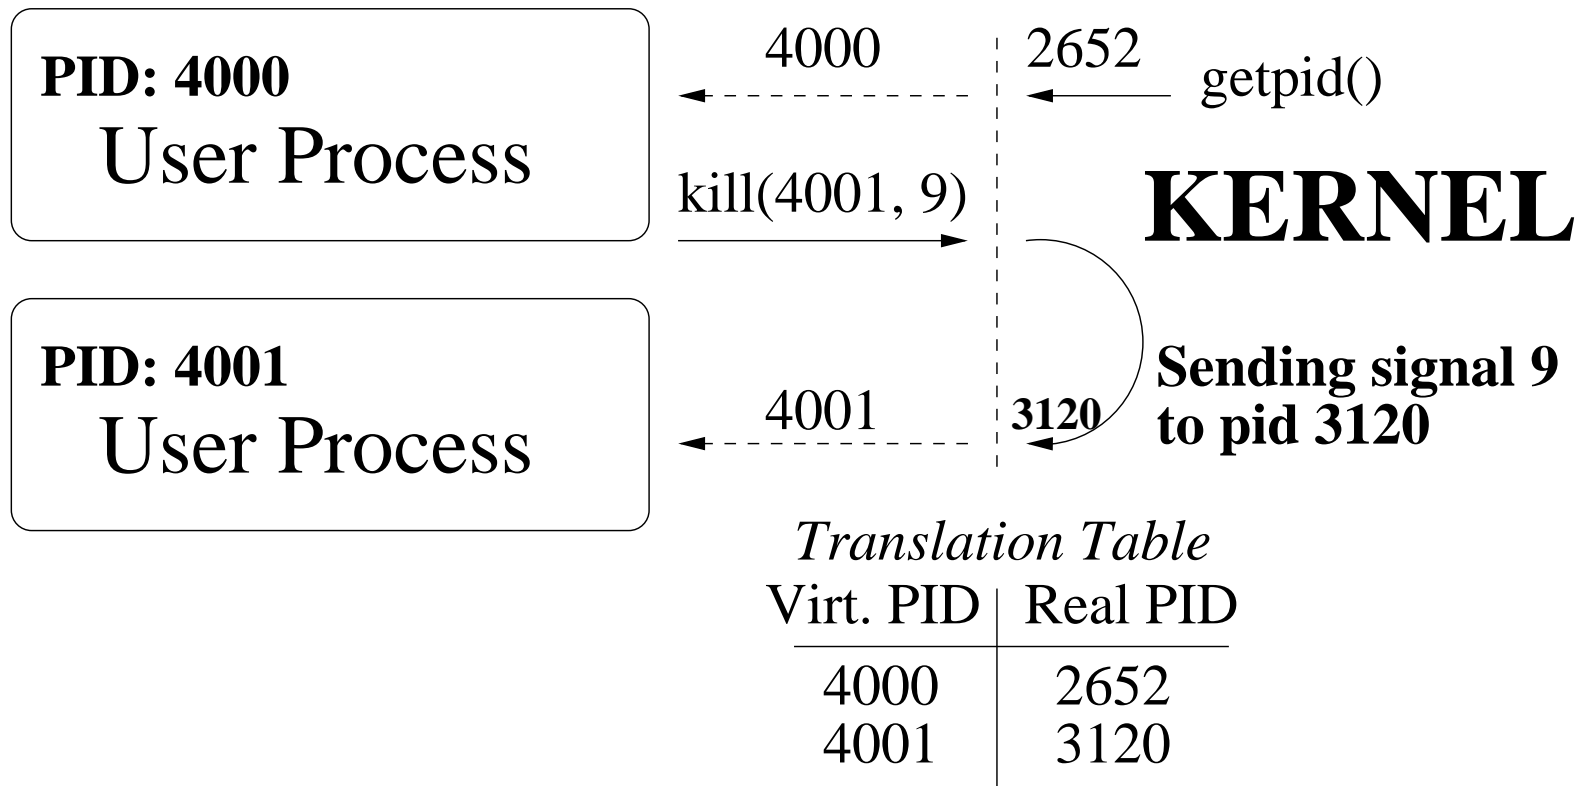 PID: 4000
User Process
4000
2652
getpid()
kill(4001, 9)
KERNEL
PID: 4001
User Process
4001
3120
Sending signal 9
to pid 3120
Translation Table
Virt. PID Real PID
4000 2652
4001 3120